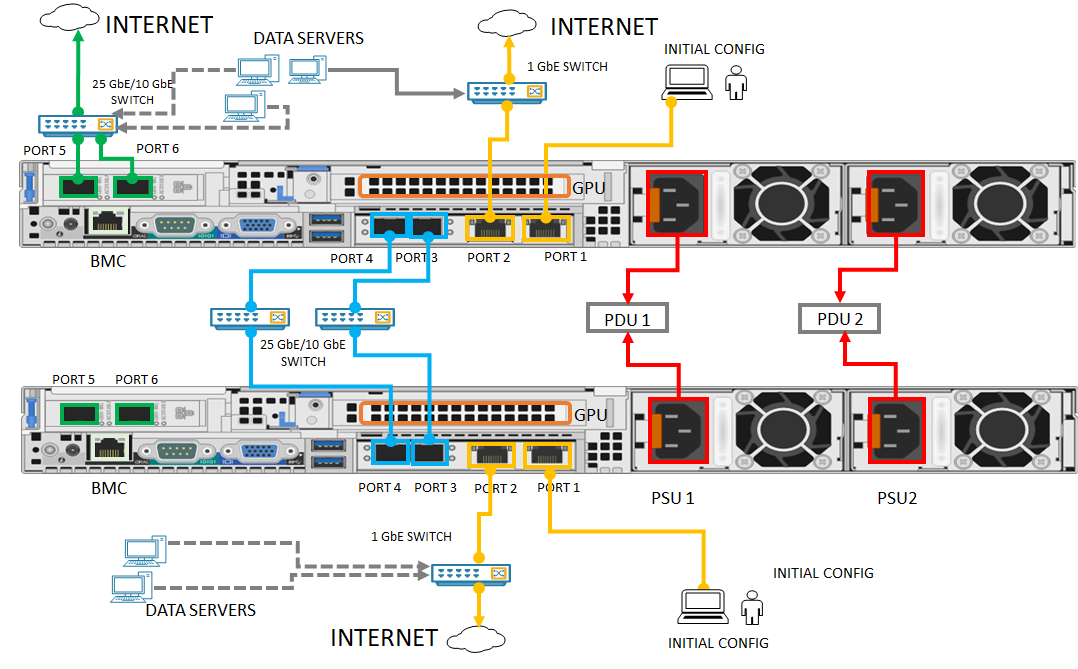 INTERNET
INTERNET
DATA SERVERS
INITIAL CONFIG
1 GbE SWITCH
25 GbE/10 GbE
SWITCH
PORT 5
PORT 6
GPU
BMC
PORT 4
PORT 3
PORT 2
PORT 1
PDU 1
PDU 2
25 GbE/10 GbE
SWITCH
PORT 5
PORT 6
GPU
BMC
PORT 4
PORT 3
PORT 2
PORT 1
PSU 1
PSU2
1 GbE SWITCH
INITIAL CONFIG
DATA SERVERS
INTERNET
INITIAL CONFIG